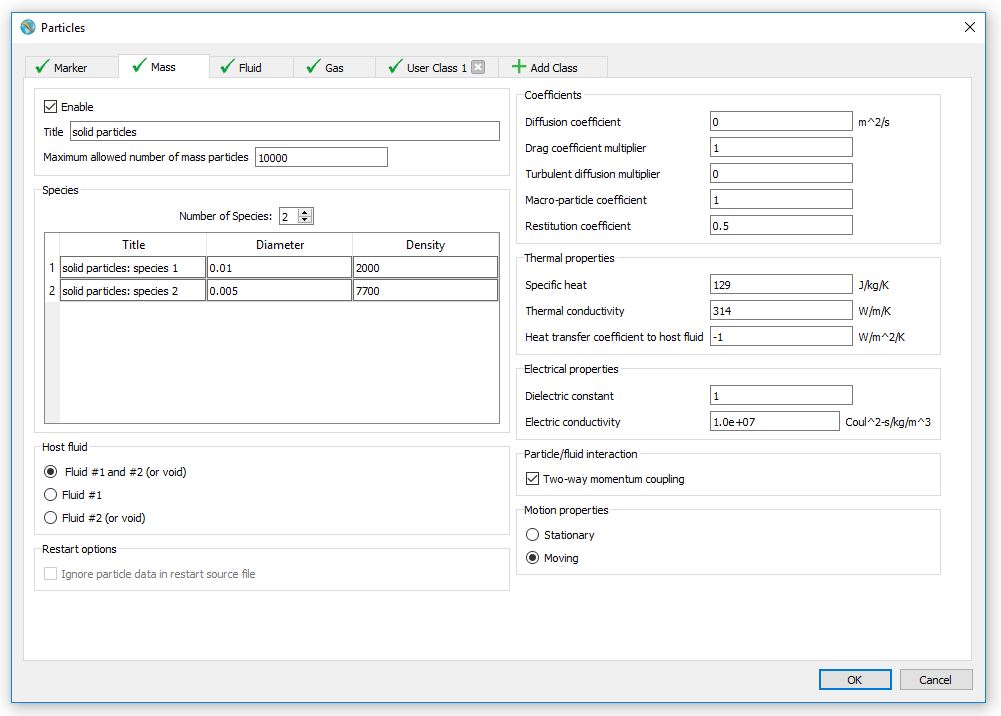 Particles
Marker Mass Fluid Gas User Class 1 Add Class
Enable
Title solid particles
Maximum allowed number of mass particles 10000
Species
Number of Species: 2
Title Diameter Density
1 solid particles: species 1 0.01 2000
2 solid particles: species 2 0.005 7700
Host fluid
Fluid #1 and #2 (or void)
Fluid #1
Fluid #2 (or void)
Restart options
Ignore particle data in restart source file
Coefficients
Diffusion coefficient 0 m^2/s
Drag coefficient multiplier 1
Turbulent diffusion multiplier 0
Macro-particle coefficient 1
Restitution coefficient 0.5
Thermal properties
Specific heat 129 J/kg/K
Thermal conductivity 314 W/m/K
Heat transfer coefficient to host fluid -1 W/m^2/K
Electrical properties
Dielectric constant 1
Electric conductivity 1.0e+07 Coul^2-s/kg/m^3
Particle/fluid interaction
Two-way momentum coupling
Motion properties
Stationary
Moving
OK Cancel